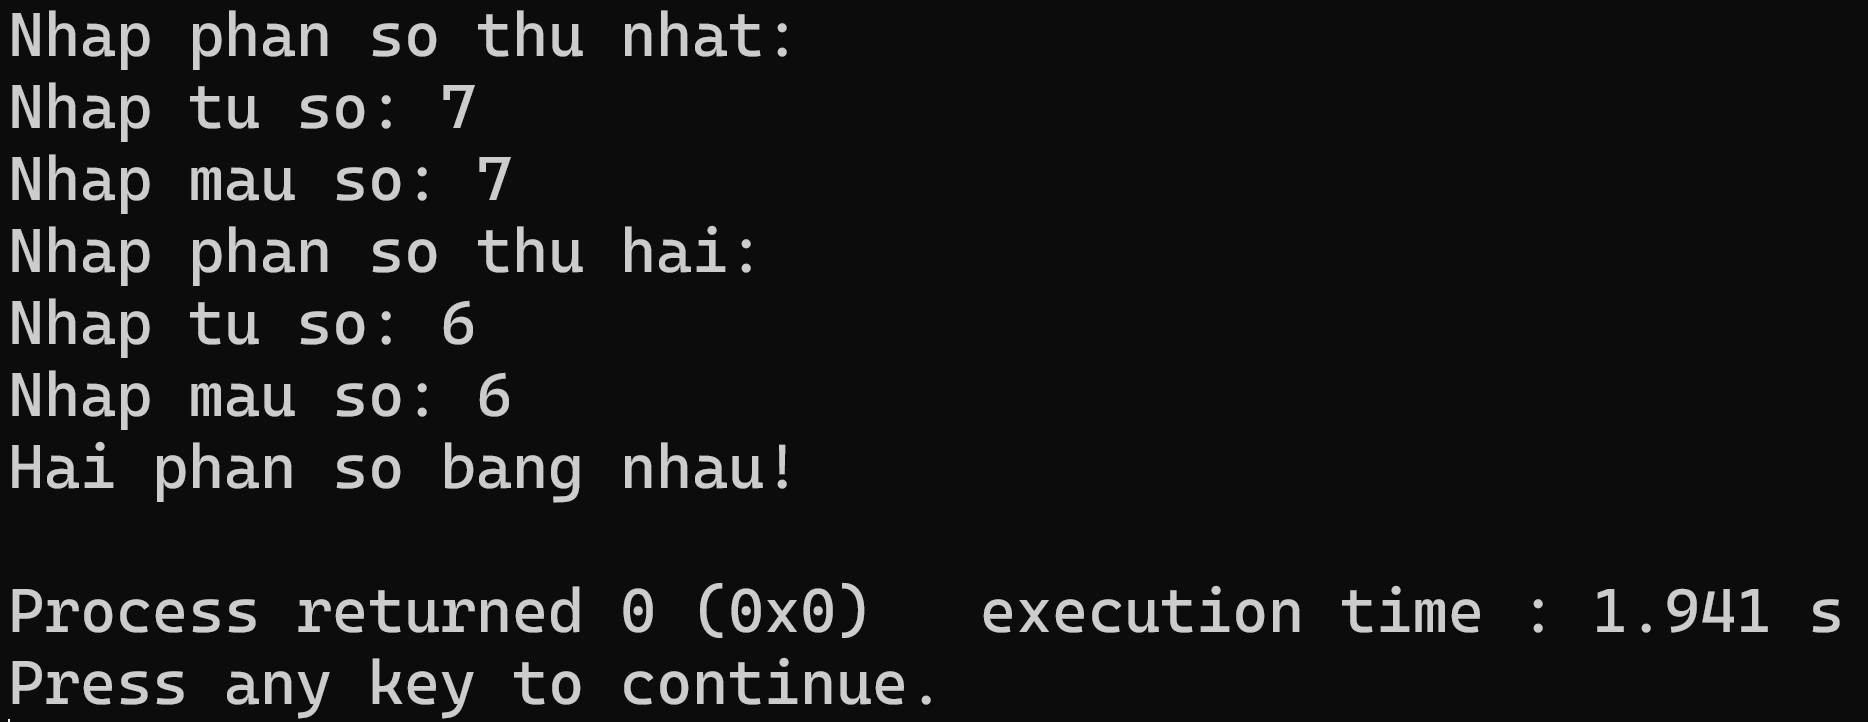 Nhap phan so thu nhat:
Nhap tu so: 7
Nhap mau so: 7
Nhap phan so thu hai:
Nhap tu so: 6
Nhap mau so: 6
Hai phan so bang nhau!
Process returned 0 (0x0)   execution time : 1.941 s
Press any key to continue.